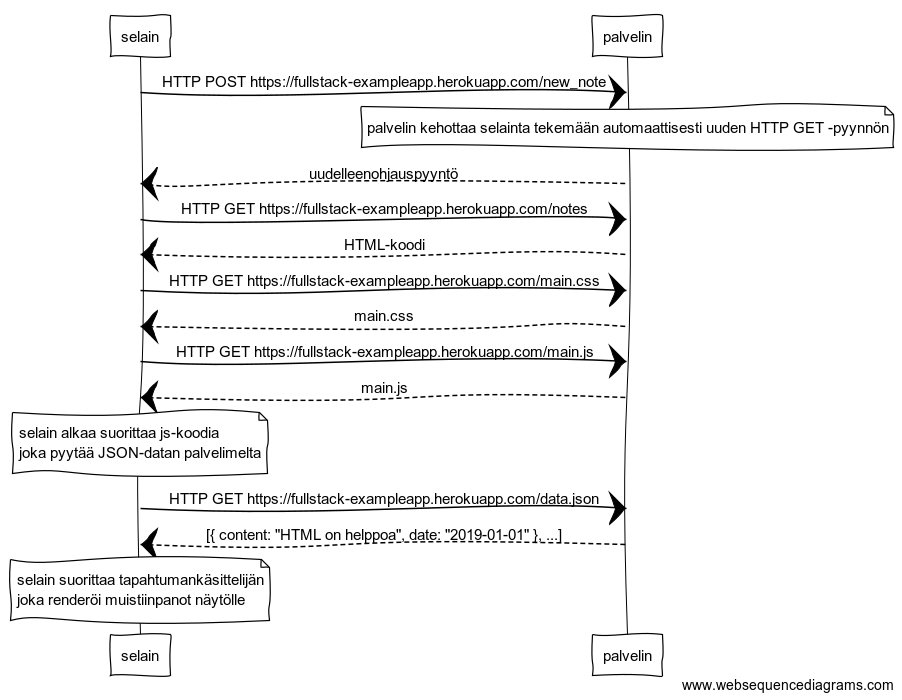 selain
palvelin
HTTP POST https://fullstack-exampleapp.herokuapp.com/new_note
palvelin kehottaa selainta tekemään automaattisesti uuden HTTP GET -pyynnön
uudelleenohjauspyyntö
HTTP GET https://fullstack-exampleapp.herokuapp.com/notes
HTML-koodi
HTTP GET https://fullstack-exampleapp.herokuapp.com/main.css
main.css
HTTP GET https://fullstack-exampleapp.herokuapp.com/main.js
main.js
selain alkaa suorittaa js-koodia
joka pyytää JSON-datan palvelimelta
HTTP GET https://fullstack-exampleapp.herokuapp.com/data.json
[{ content: "HTML on helppoa", date: "2019-01-01" }, ...]
selain suorittaa tapahtumankäsittelijän
joka renderöi muistiinpanot näytölle
selain
palvelin
www.websequencediagrams.com